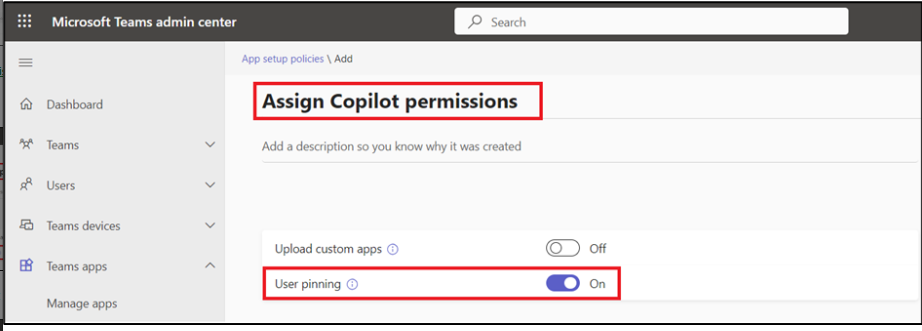 Microsoft Teams admin center
Search
App setup policies \ Add
Assign Copilot permissions
Add a description so you know why it was created
Dashboard
Teams
Users
Teams devices
Teams apps
Manage apps
Upload custom apps Off
User pinning On